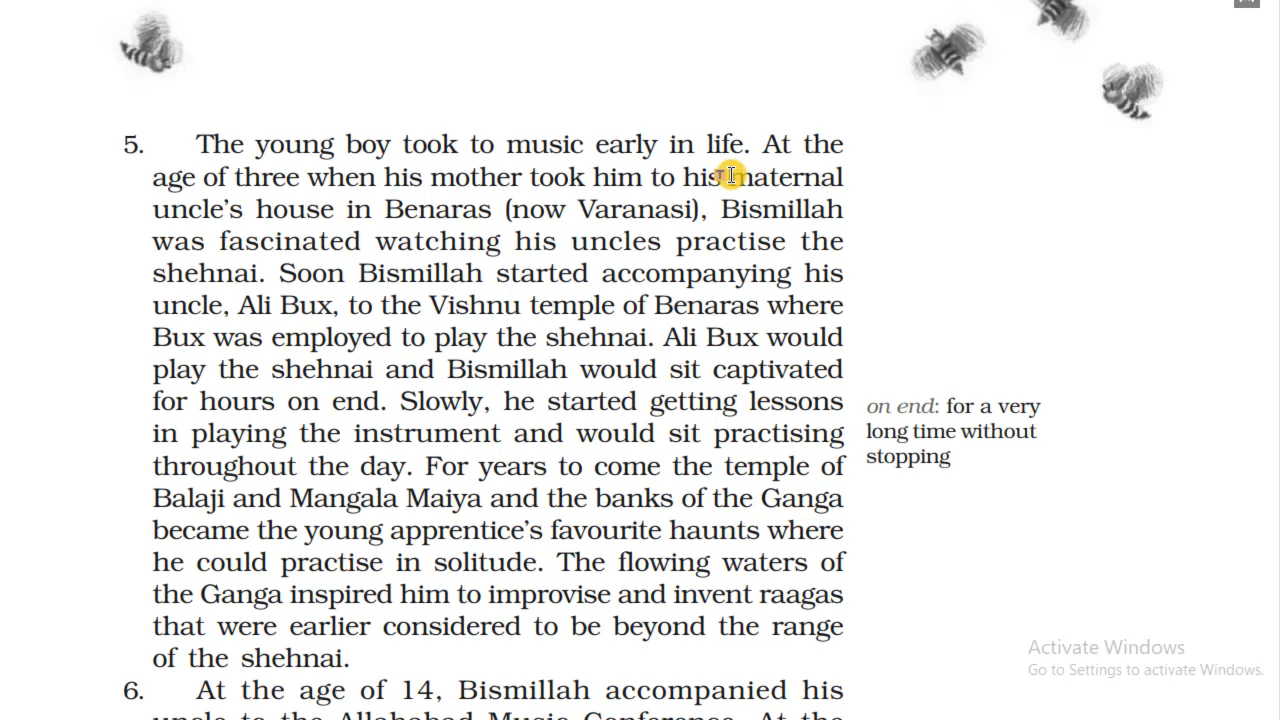 5. The young boy took to music early in life. At the
age of three when his mother took him to his maternal
uncle's house in Benaras (now Varanasi), Bismillah
was fascinated watching his uncles practise the
shehnai. Soon Bismillah started accompanying his
uncle, Ali Bux, to the Vishnu temple of Benaras where
Bux was employed to play the shehnai. Ali Bux would
play the shehnai and Bismillah would sit captivated
for hours on end. Slowly, he started getting lessons
in playing the instrument and would sit practising
throughout the day. For years to come the temple of
Balaji and Mangala Maiya and the banks of the Ganga
became the young apprentice's favourite haunts where
he could practise in solitude. The flowing waters of
the Ganga inspired him to improvise and invent raagas
that were earlier considered to be beyond the range
of the shehnai.
6. At the age of 14, Bismillah accompanied his
uncle to the Allahabad Music Conference. At the
on end: for a very
long time without
stopping
Activate Windows
Go to Settings to activate Windows.